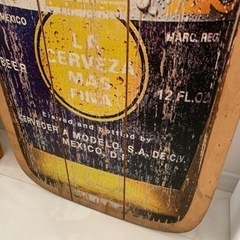 MEXICO
MARC. REG.
LA
CERVEZA
MAS
FINA
BEER
12 FL.OZ
Brewed and Bottled by
CERVECERIA MODELO, S.A. DE C.V.
MEXICO, D.F.